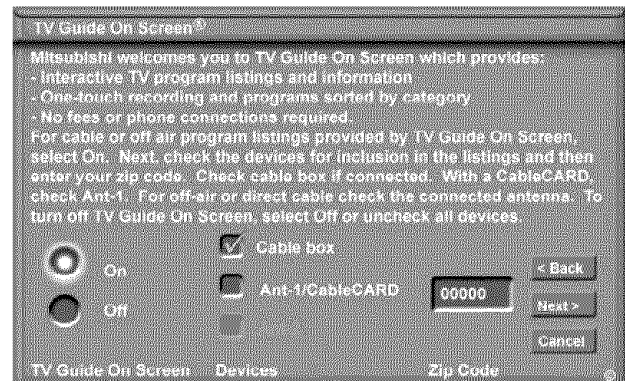 TV Guide On Screen®
Mitsubishi welcomes you to TV Guide On Screen which provides:
- Interactive TV program listings and information
- One-touch recording and programs sorted by category
- No fees or phone connections required.
For cable or off air program listings provided by TV Guide On Screen,
select On. Next, check the devices for inclusion in the listings and then
enter your zip code. Check cable box if connected. With a CableCARD,
check Ant-1. For off-air or direct cable check the connected antenna. To
turn off TV Guide On Screen, select Off or uncheck all devices.
On
Off
Cable box
Ant-1/CableCARD
00000
< Back
Next >
Cancel
TV Guide On Screen Devices Zip Code